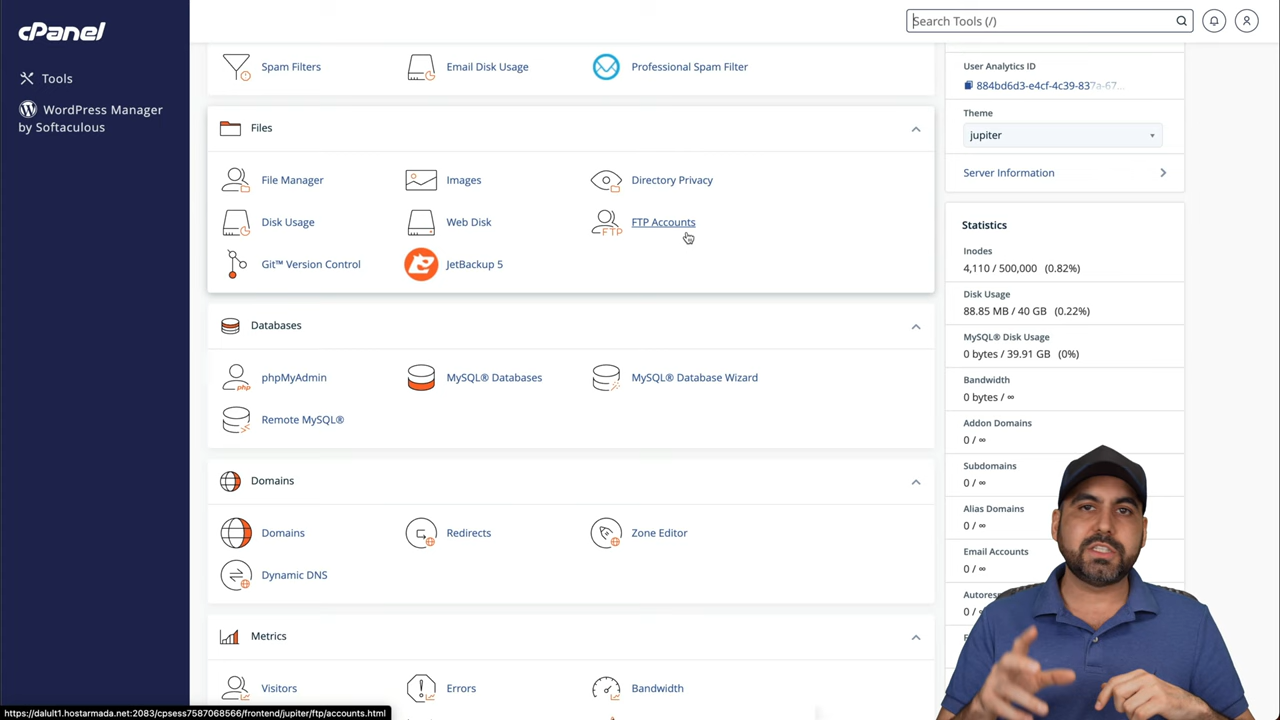 cPanel
Search Tools (/)
Tools
WordPress Manager
by Softaculous
Spam Filters
Email Disk Usage
Professional Spam Filter
Files
File Manager
Images
Directory Privacy
Disk Usage
Web Disk
FTP
FTP Accounts
Git™ Version Control
JetBackup 5
Databases
php
phpMyAdmin
MySQL® Databases
MySQL® Database Wizard
Remote MySQL®
Domains
Domains
Redirects
Zone Editor
Dynamic DNS
Metrics
Visitors
Errors
Bandwidth
User Analytics ID
884bd6d3-e4cf-4c39-837a-67...
Theme
jupiter
Server Information
Statistics
Inodes
4,110 / 500,000 (0.82%)
Disk Usage
88.85 MB / 40 GB (0.22%)
MySQL® Disk Usage
0 bytes / 39.91 GB (0%)
Bandwidth
0 bytes / ∞
Addon Domains
0 / ∞
Subdomains
0 / ∞
Alias Domains
0 / ∞
Email Accounts
0 / ∞
Autores
0 /
https://dalult1.hostarmada.net:2083/cpsess7587068566/frontend/jupiter/ftp/accounts.html